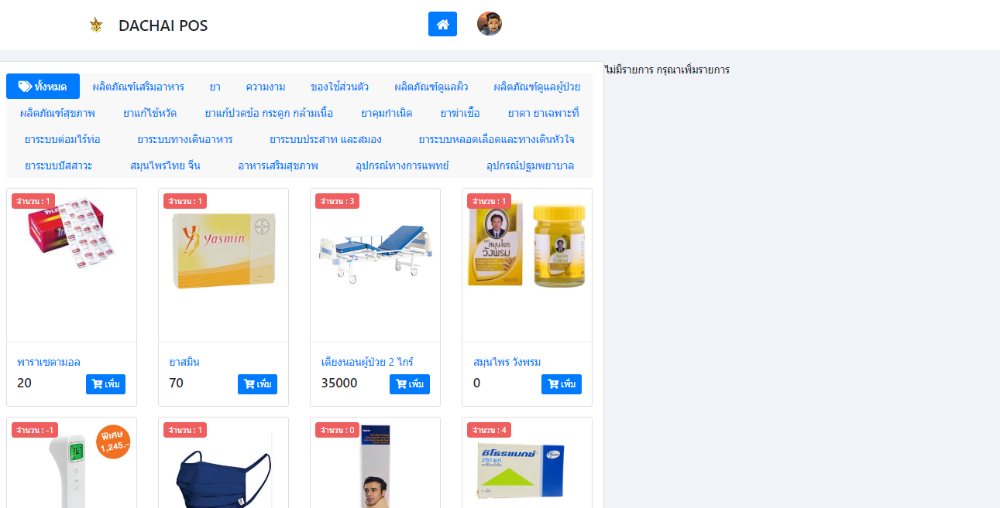 DACHAI POS
ทั้งหมด ผลิตภัณฑ์เสริมอาหาร ยา ความงาม ของใช้ส่วนตัว ผลิตภัณฑ์ดูแลผิว ผลิตภัณฑ์ดูแลผู้ป่วย
ผลิตภัณฑ์สุขภาพ ยาแก้ไข้หวัด ยาแก้ปวดข้อ กระดูก กล้ามเนื้อ ยาคุมกำเนิด ยาฆ่าเชื้อ ยาตา ยาเฉพาะที่
ยาระบบต่อมไร้ท่อ ยาระบบทางเดินอาหาร ยาระบบประสาท และสมอง ยาระบบหลอดเลือดและทางเดินหัวใจ
ยาระบบปัสสาวะ สมุนไพรไทย จีน อาหารเสริมสุขภาพ อุปกรณ์ทางการแพทย์ อุปกรณ์ปฐมพยาบาล
ไม่มีรายการ กรุณาเพิ่มรายการ
จำนวน : 1
พาราเซตามอล
20 เพิ่ม
จำนวน : 1
Yasmin
ยาสมิน
70 เพิ่ม
จำนวน : 3
เตียงนอนผู้ป่วย 2 ไกร์
35000 เพิ่ม
จำนวน : 1
สมุนไพร
วังพรม
สมุนไพร วังพรม
0 เพิ่ม
จำนวน : -1
พิเศษ
1,245.-
จำนวน : 1
จำนวน : 0
จำนวน : 4
ซิโธรแมกซ์
250 มก.
Pfizer